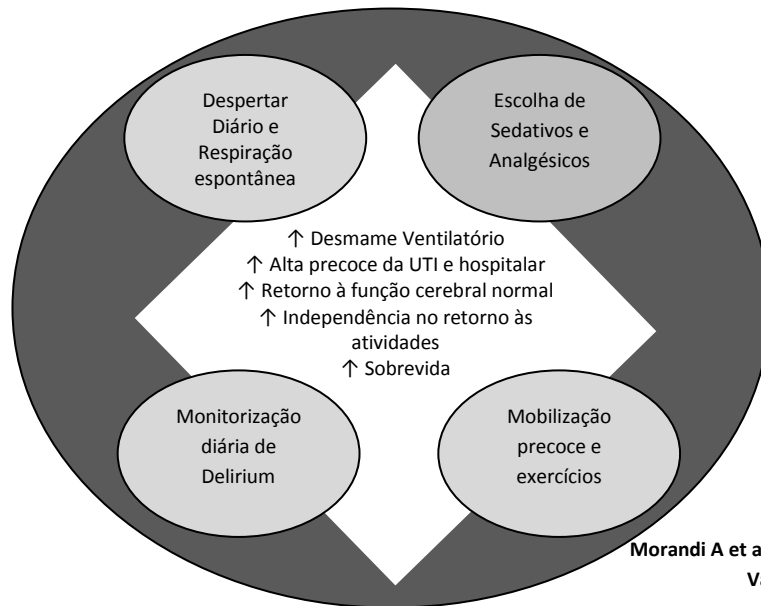 Despertar
Diário e
Respiração
espontânea
Escolha de
Sedativos e
Analgésicos
↑ Desmame Ventilatório
↑ Alta precoce da UTI e hospitalar
↑ Retorno à função cerebral normal
↑ Independência no retorno às
atividades
↑ Sobrevida
Monitorização
diária de
Delirium
Mobilização
precoce e
exercícios
Morandi A et